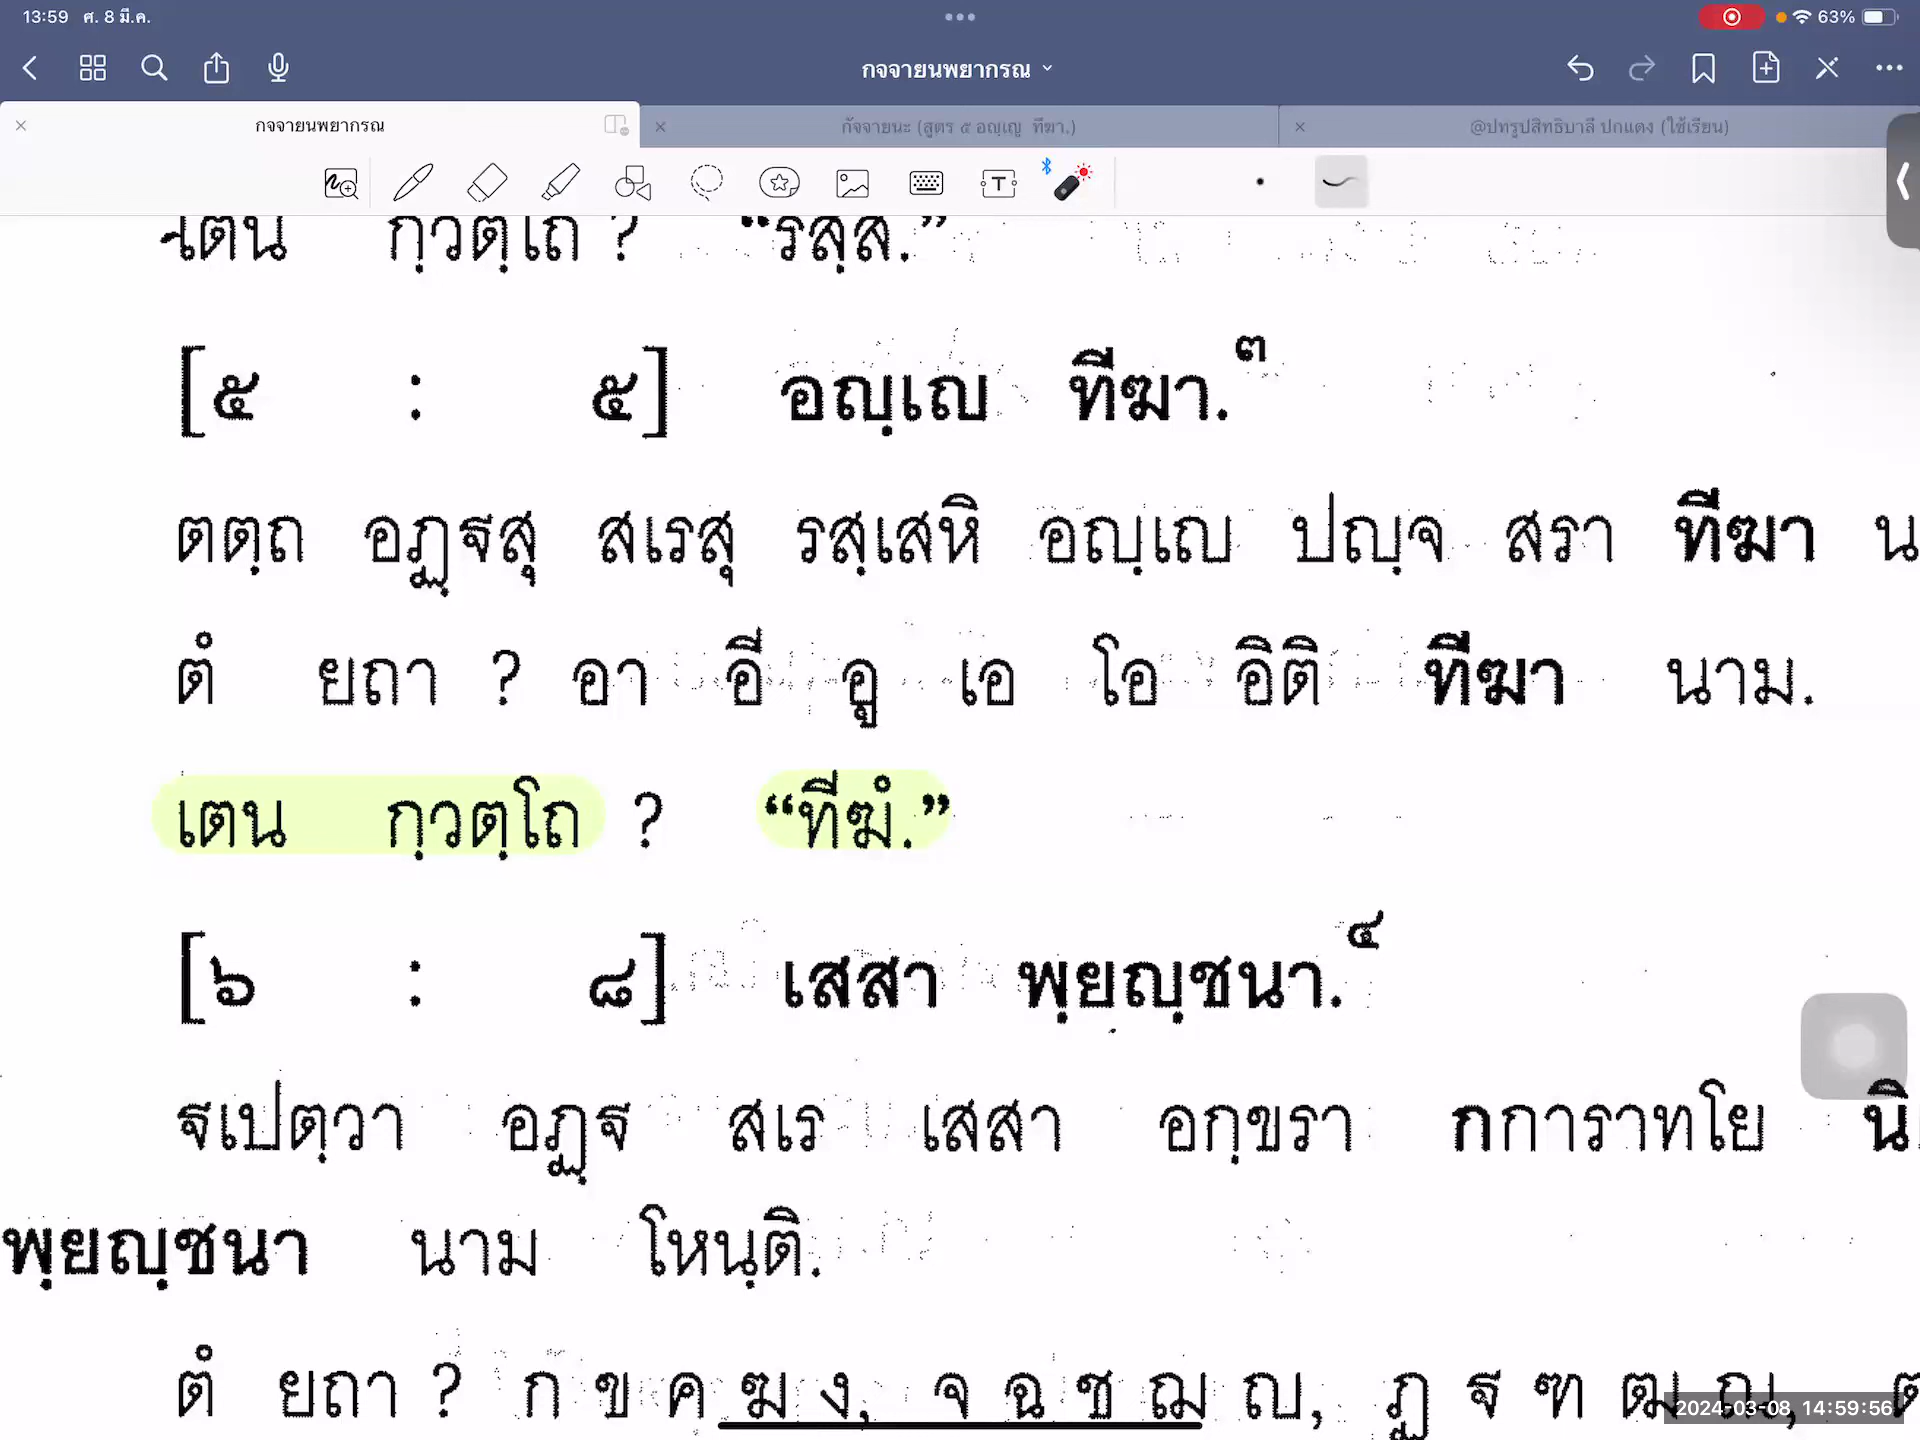 13:59 ศ. 8 มี.ค. 63%
กจจายนพยากรณ
กจจายนพยากรณ กัจจายนะ (สูตร ๕ อญฺเญ ทีฆา.) @ปทรูปสิทธิบาลี ปกแดง (ใช้เรียน)
เตน กฺวตฺโถ ? “รสฺสํ.”
[๕ : ๕] อญฺเญ ทีฆา.๓
ตตฺถ อฏฺฐสุ สเรสุ รสฺเสหิ อญฺเญ ปญฺจ สรา ทีฆา
ตํ ยถา ? อา อี อู เอ โอ อิติ ทีฆา นาม.
เตน กฺวตฺโถ ? “ทีฆํ.”
[๖ : ๘] เสสา พฺยญฺชนา.๔
ฐเปตฺวา อฏฺฐ สเร เสสา อกฺขรา กการาทโย
พฺยญฺชนา นาม โหนฺติ.
ตํ ยถา ? ก ข ค ฆ ง, จ ฉ ช ฌ ญ, ฏ ฐ ฑ ฒ ณ,
2024-03-08 14:59:56